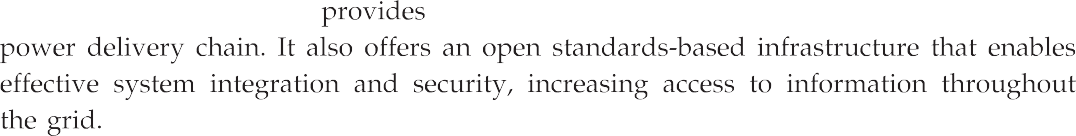 provides
power delivery chain. It also offers an open standards-based infrastructure that enables
effective system integration and security, increasing access to information throughout
the grid.